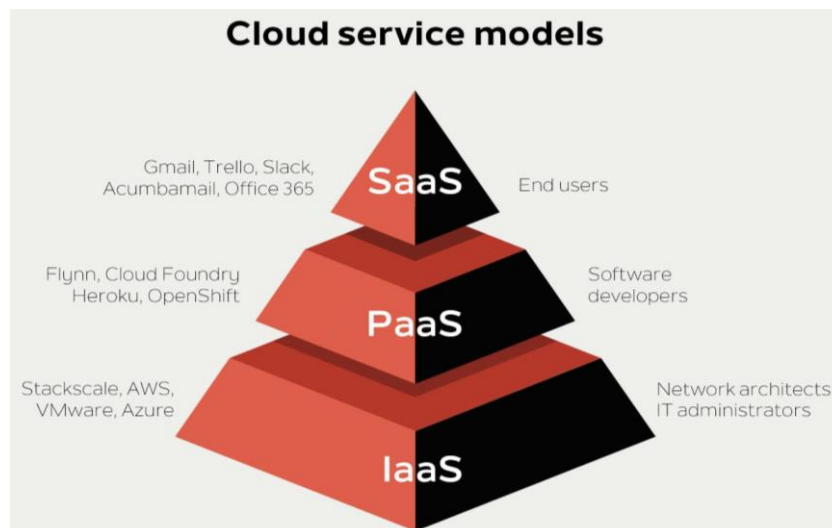 Cloud service models
Gmail, Trello, Slack,
Acumbamail, Office 365
SaaS
End users
Flynn, Cloud Foundry
Heroku, OpenShift
PaaS
Software
developers
Stackscale, AWS,
VMware, Azure
IaaS
Network architects
IT administrators